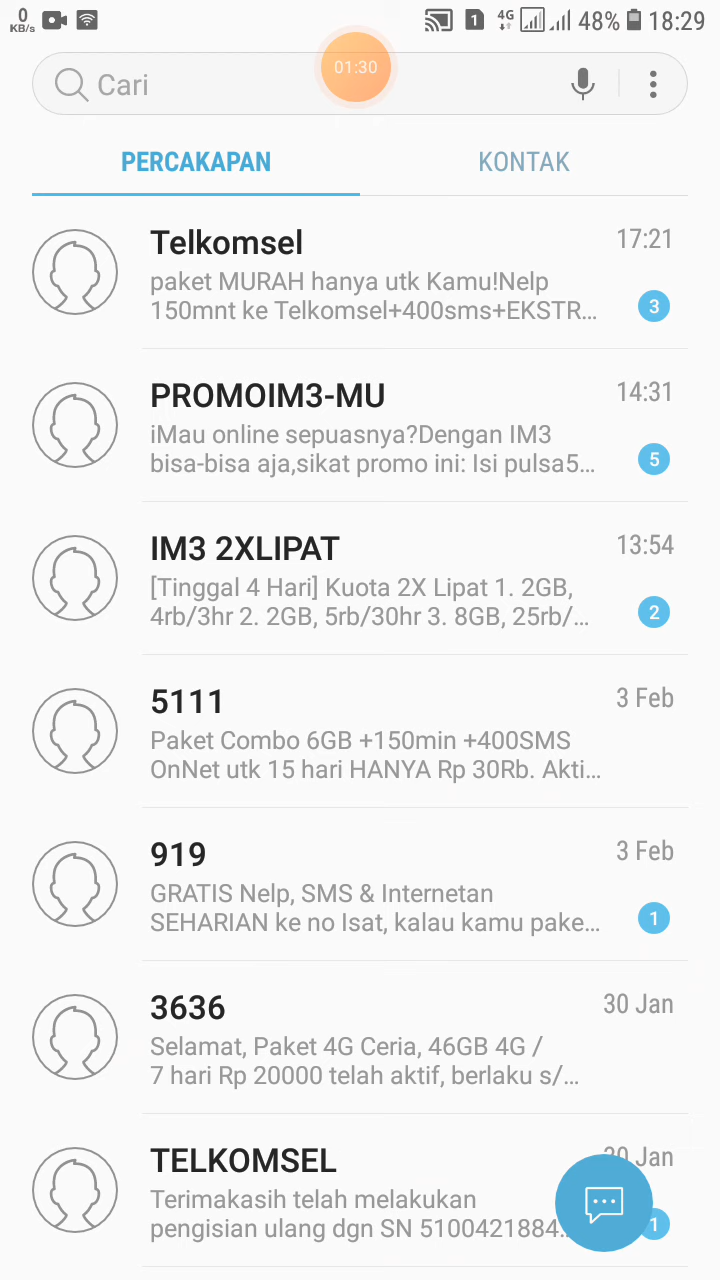 0
KB/s
1
4G
48%
18:29
Cari
01:30
PERCAKAPAN
KONTAK
Telkomsel
17:21
paket MURAH hanya utk Kamu!Nelp
150mnt ke Telkomsel+400sms+EKSTR...
3
PROMOIM3-MU
14:31
iMau online sepuasnya?Dengan IM3
bisa-bisa aja,sikat promo ini: Isi pulsa5...
5
IM3 2XLIPAT
13:54
[Tinggal 4 Hari] Kuota 2X Lipat 1. 2GB,
4rb/3hr 2. 2GB, 5rb/30hr 3. 8GB, 25rb/...
2
5111
3 Feb
Paket Combo 6GB +150min +400SMS
OnNet utk 15 hari HANYA Rp 30Rb. Akti...
919
3 Feb
GRATIS Nelp, SMS & Internetan
SEHARIAN ke no Isat, kalau kamu pake...
1
3636
30 Jan
Selamat, Paket 4G Ceria, 46GB 4G /
7 hari Rp 20000 telah aktif, berlaku s/...
TELKOMSEL
Jan
Terimakasih telah melakukan
pengisian ulang dgn SN 5100421884...
1